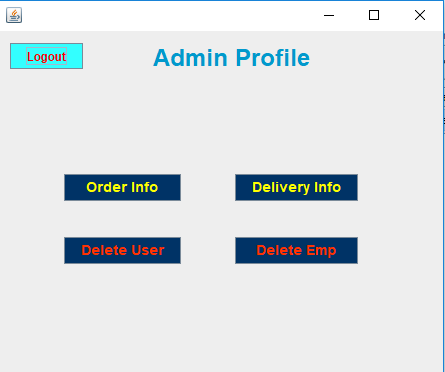 Logout
Admin Profile
Order Info
Delivery Info
Delete User
Delete Emp